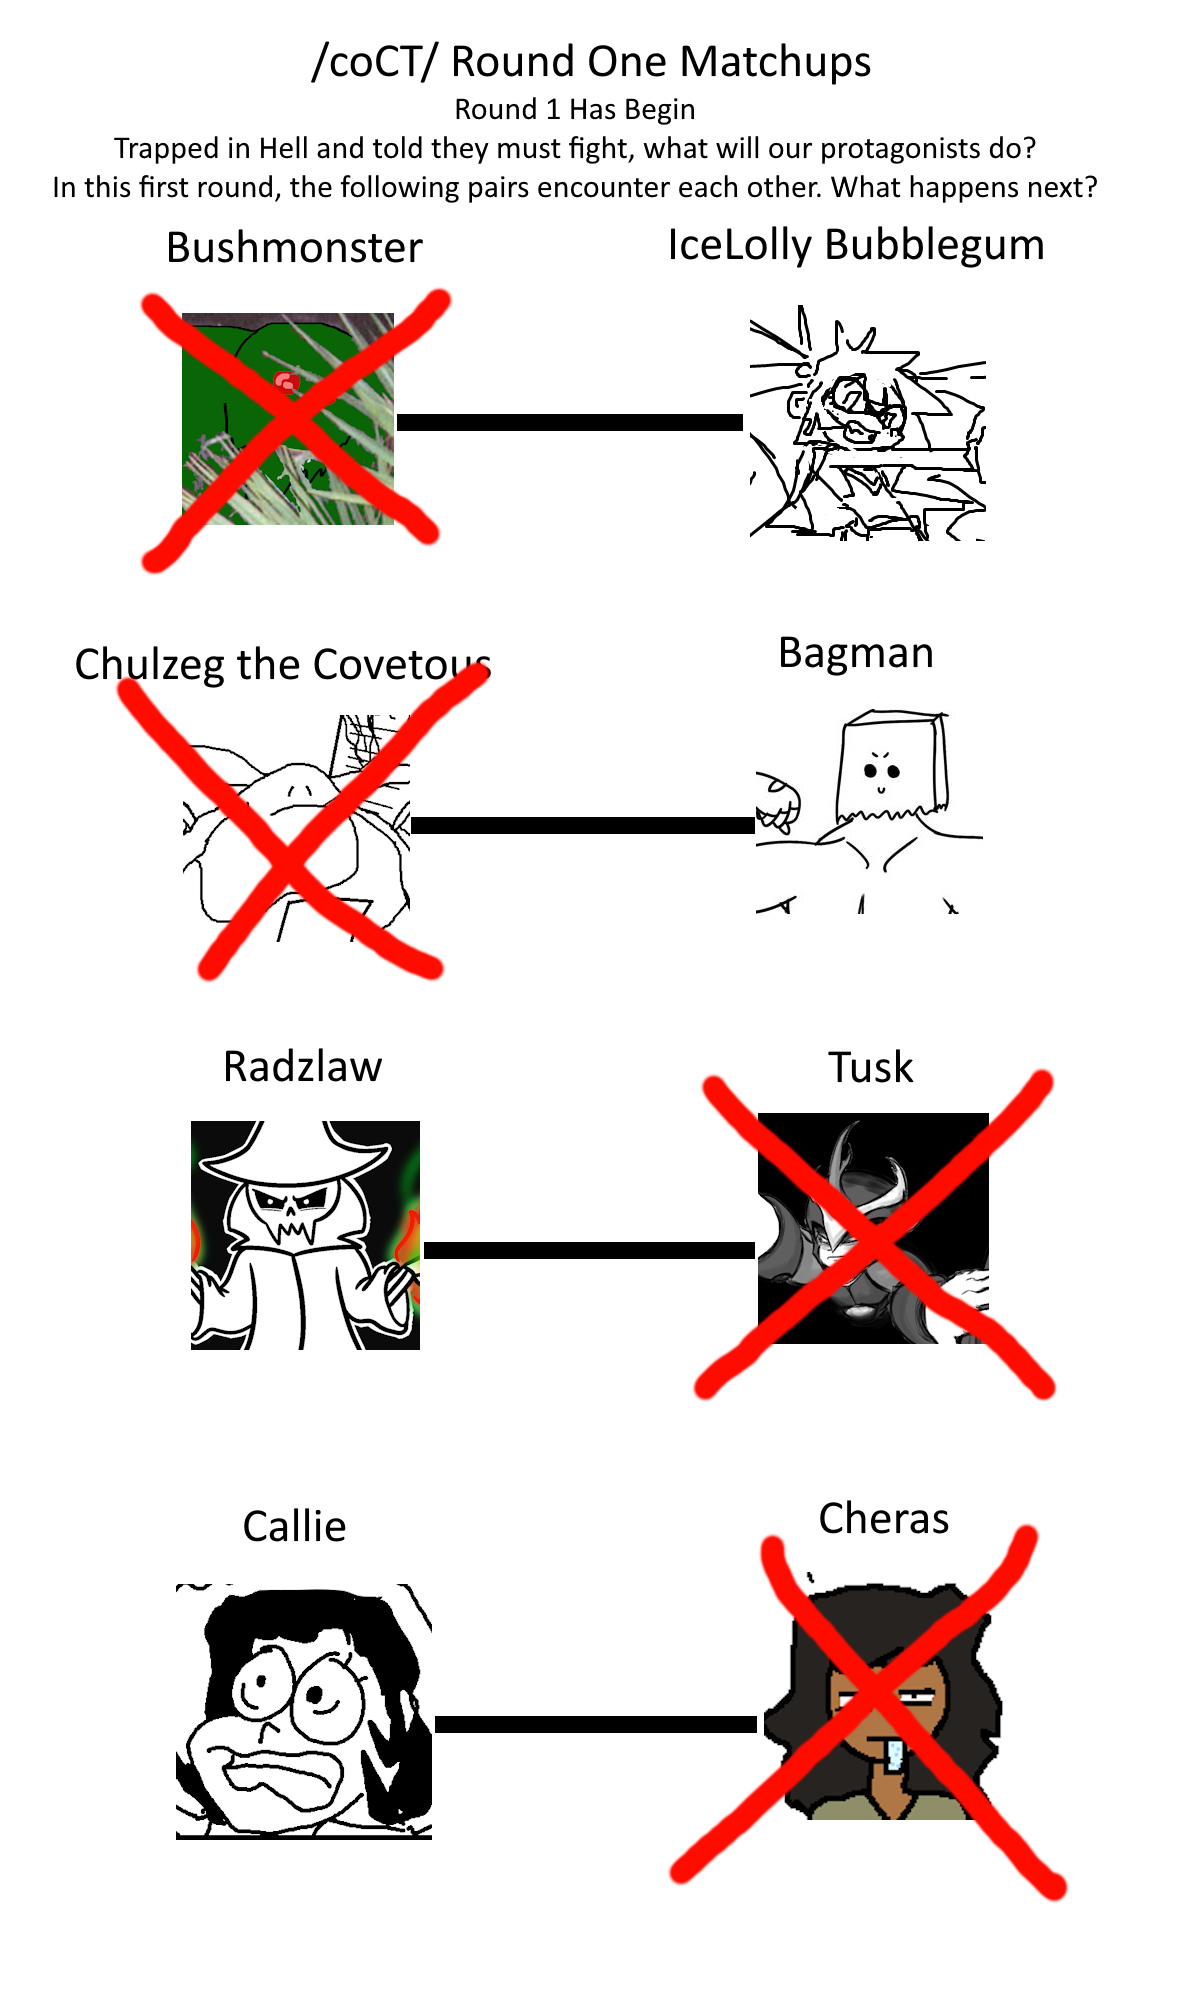 /coCT/ Round One Matchups
Round 1 Has Begin
Trapped in Hell and told they must fight, what will our protagonists do?
In this first round, the following pairs encounter each other. What happens next?
Bushmonster
IceLolly Bubblegum
Chulzeg the Covetous
Bagman
Radzlaw
Tusk
Callie
Cheras